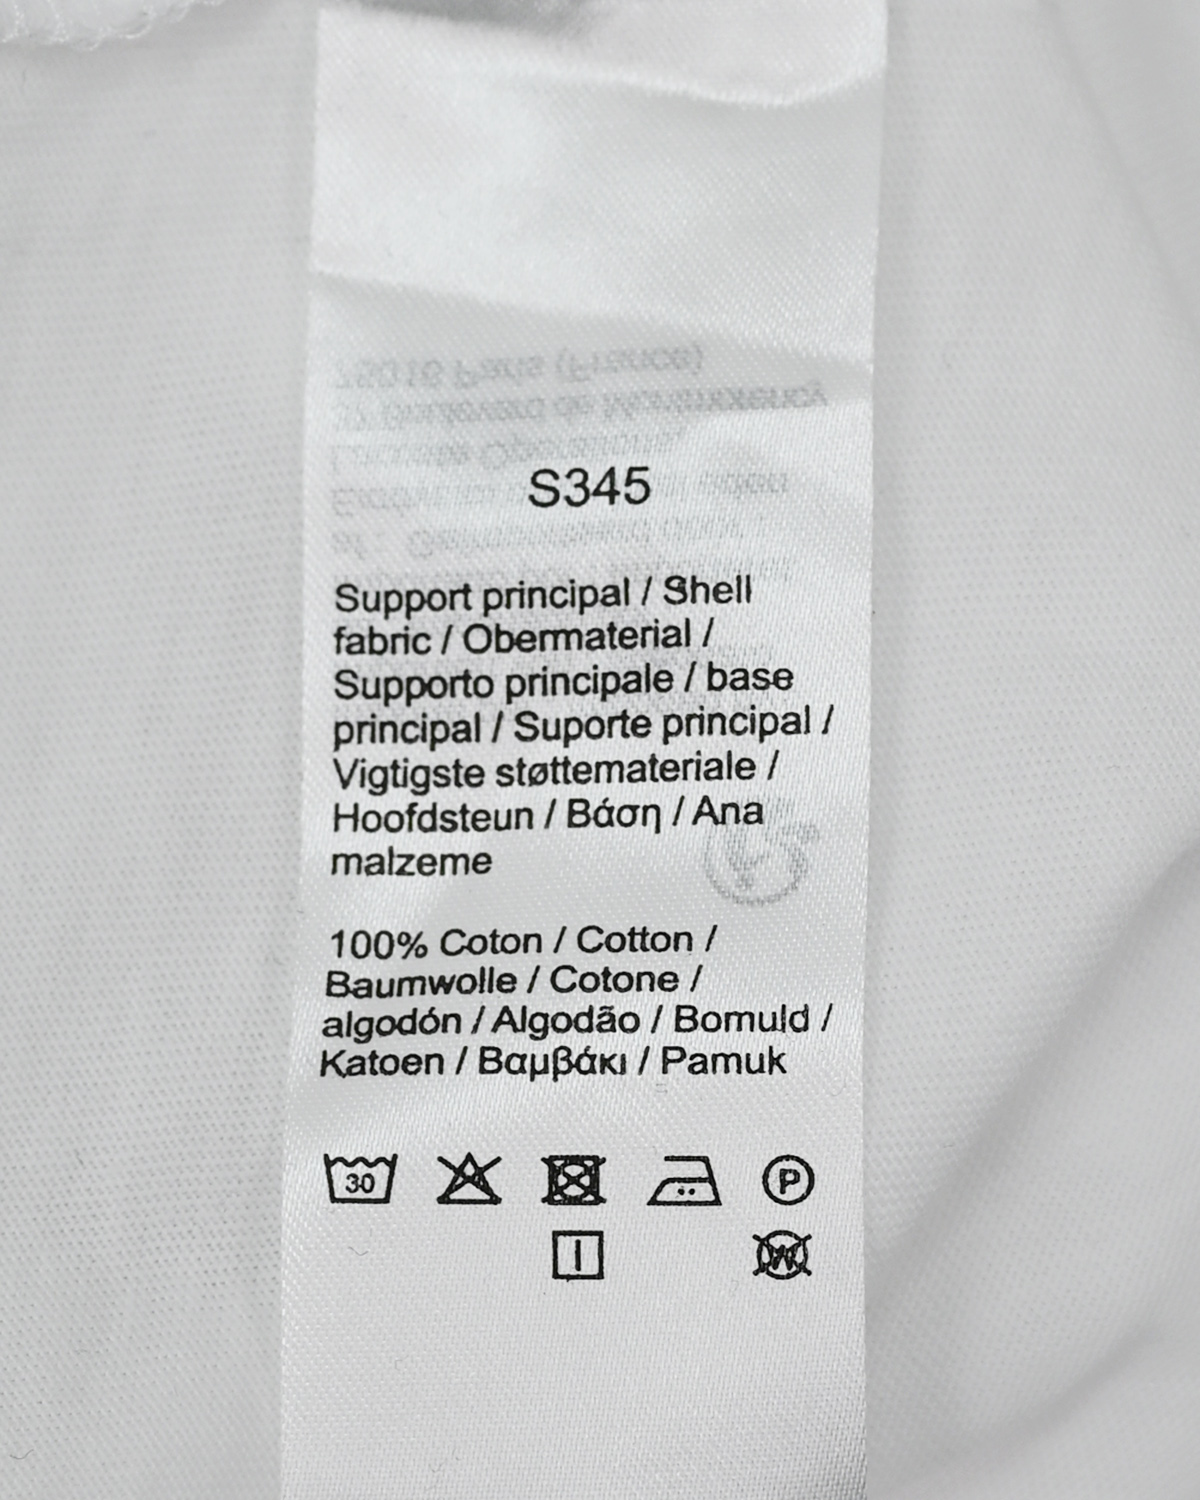 S345
Support principal / Shell
fabric / Obermaterial /
Supporto principale / base
principal / Suporte principal /
Vigtigste støttemateriale /
Hoofdsteun / Βάση / Ana
malzeme
100% Coton / Cotton /
Baumwolle / Cotone /
algodón / Algodão / Bomuld /
Katoen / Βαμβάκι / Pamuk
30 P
W